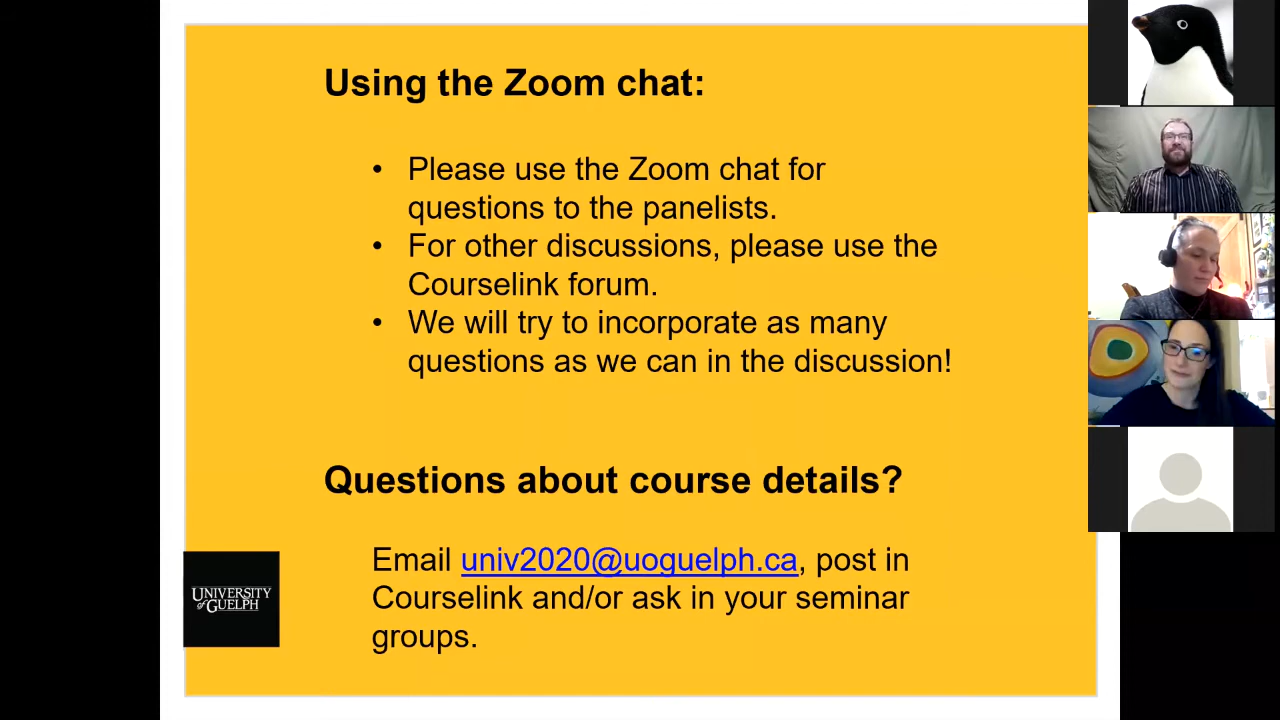 Using the Zoom chat:
• Please use the Zoom chat for
questions to the panelists.
• For other discussions, please use the
Courselink forum.
• We will try to incorporate as many
questions as we can in the discussion!
Questions about course details?
Email univ2020@uoguelph.ca, post in
Courselink and/or ask in your seminar
groups.
UNIVERSITY
of GUELPH